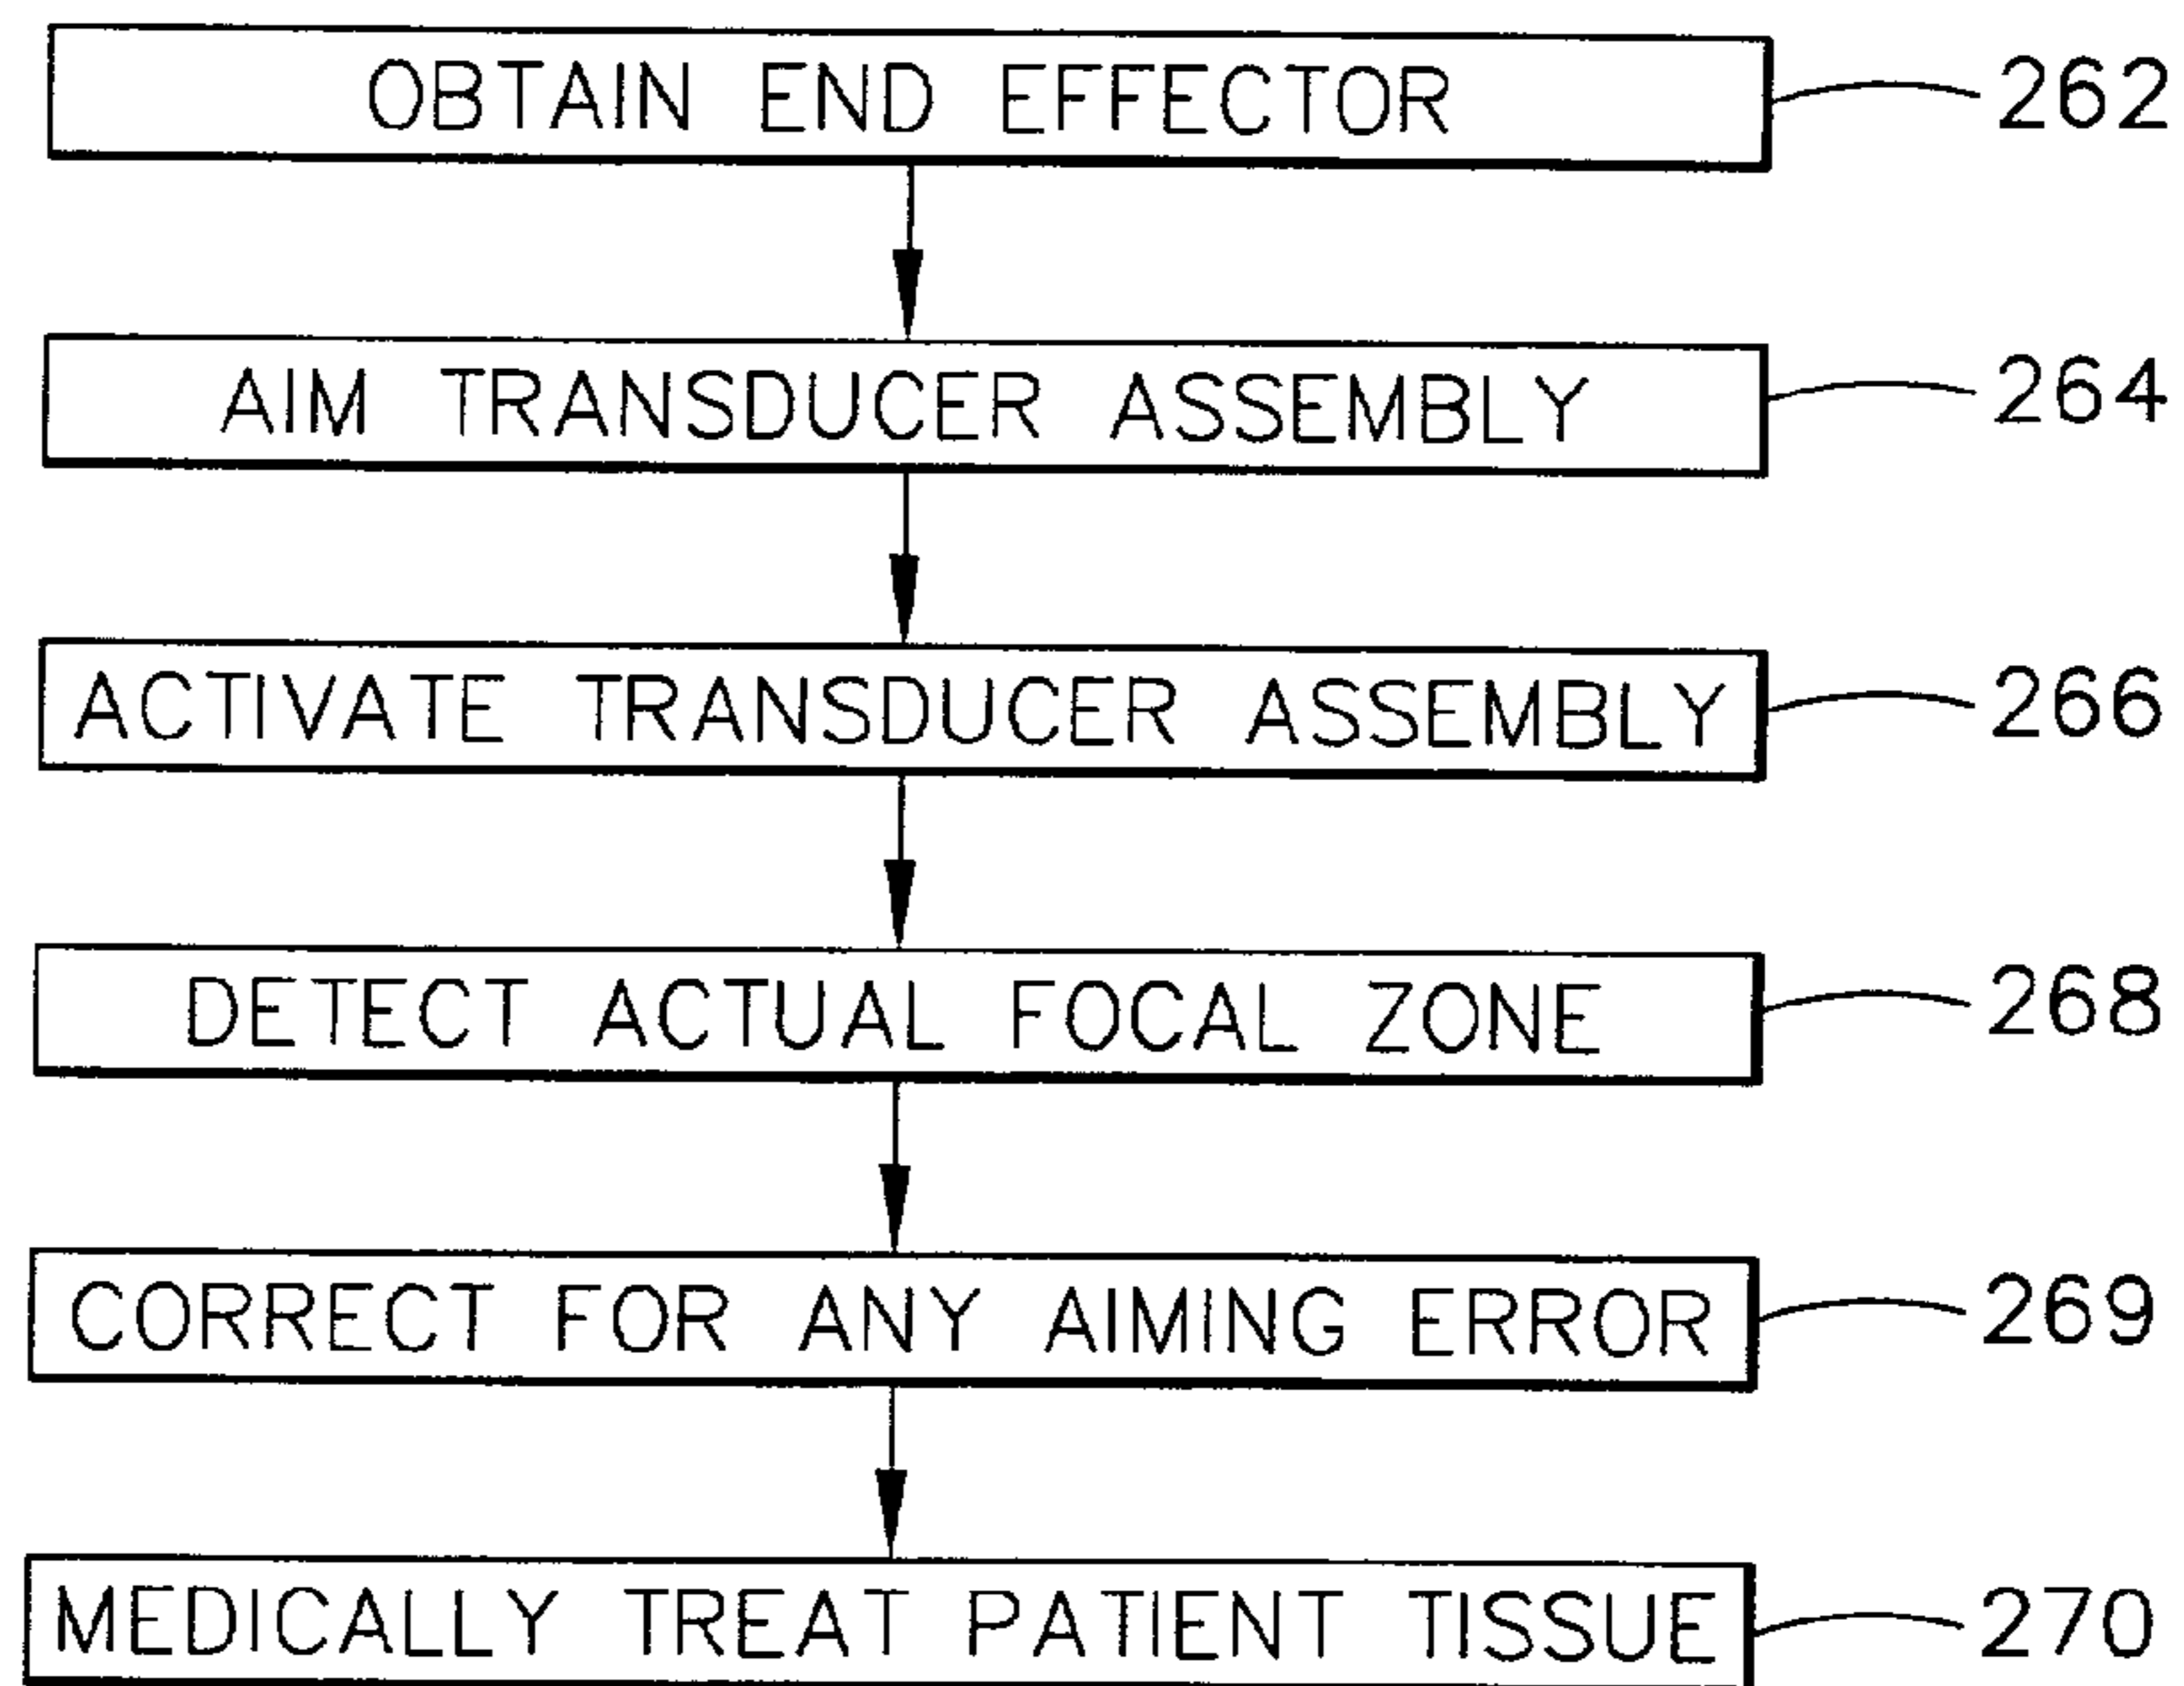 OBTAIN END EFFECTOR 262
AIM TRANSDUCER ASSEMBLY 264
ACTIVATE TRANSDUCER ASSEMBLY 266
DETECT ACTUAL FOCAL ZONE 268
CORRECT FOR ANY AIMING ERROR 269
MEDICALLY TREAT PATIENT TISSUE 270